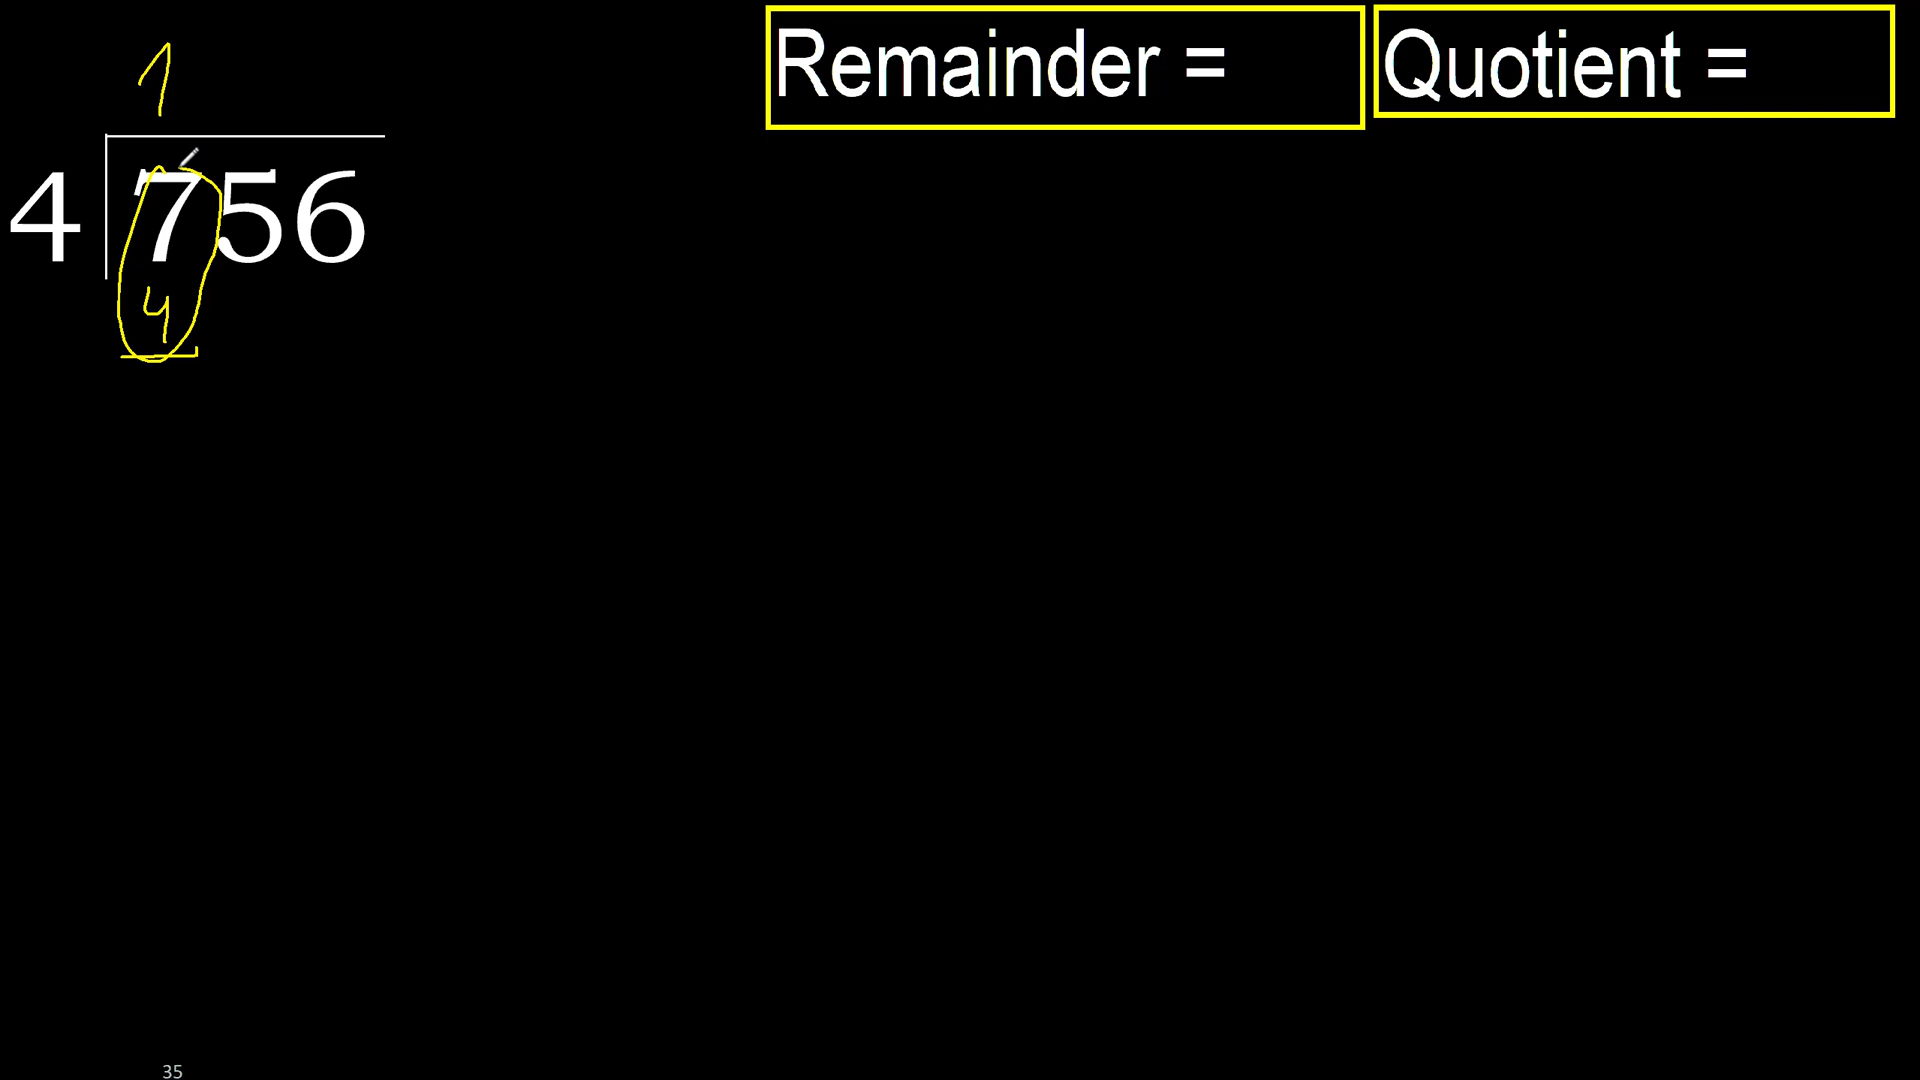 Remainder =
Quotient =
1
4 756
4
35